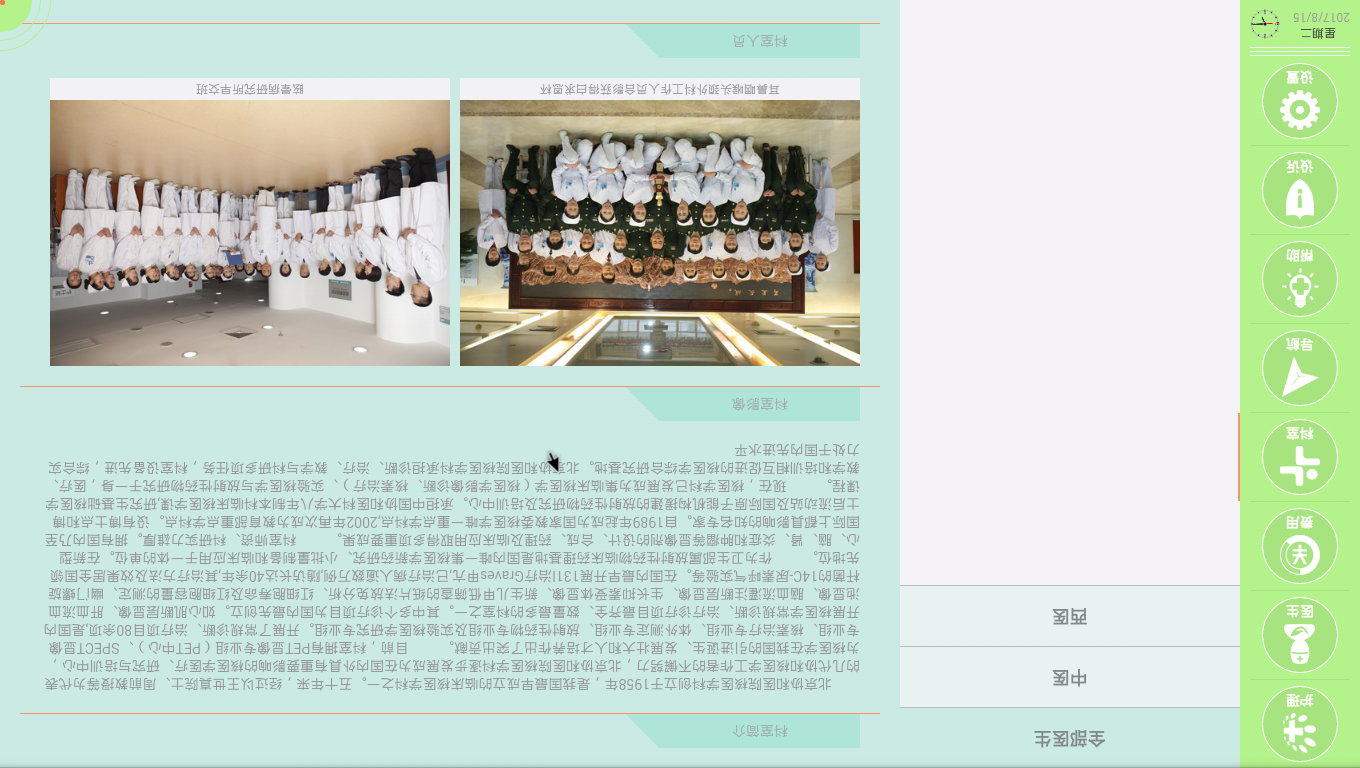 护理
医生
费用
科室
导航
帮助
设诉
设置
星期二
2017/8/15
全部医生
中医
西医
科室简介
北京协和医院核医学科创立于1958年，是我国最早成立的临床核医学科之一。五十年来，经过以王世真院士、周前教授等为代表
的几代协和核医学工作者的不懈努力，北京协和医院核医学科逐步发展成为在国内外具有重要影响的核医学医疗、研究与培训中心，
为核医学在我国的引进诞生、发展壮大和人才培养作出了突出贡献。 目前，科室拥有PET显像专业组（PET中心）、SPECT显像
专业组、核素治疗专业组、体外测定专业组、放射性药物专业组及实验核医学研究专业组。开展了常规诊断、治疗项目80余项,是国内
开展核医学常规诊断、治疗诊疗项目最齐全、数量最多的科室之一。其中多个诊疗项目为国内最先创立。如心肌断层显像、肝血流血
池显像、脑血流灌注断层显像、生长抑素受体显像、新生儿甲低筛查的纸片法放免分析、红细胞寿命及红细胞容量的测定、幽门螺旋
杆菌的14C-尿素呼气实验等。在国内最早开展131I治疗Graves甲亢,已治疗病人逾数万例,随访长达40余年,其治疗方法及效果居全国领
先地位。 作为卫生部属放射性药物临床药理基地是国内唯一集核医学新药研究、小批量制备和临床应用于一体的单位。在新型
心、脑、肾、炎症和肿瘤等显像剂的设计、合成、药理及临床应用取得多项重要成果。 科室师资、科研实力雄厚。拥有国内乃至
国际上都具影响的知名专家。自1989年起成为国家教委核医学唯一重点学科点,2002年再次成为教育部重点学科点。设有博士点和博
士后流动站及国际原子能机构援建的放射性药物研究及培训中心。承担中国协和医科大学八年制本科临床核医学课,研究生基础核医学
课程。 现在，核医学科已发展成为集临床核医学（核医学影像诊断、核素治疗）、实验核医学与放射性药物研究于一身，医疗、
教学和培训相互促进的核医学综合研究基地。北京协和医院核医学科承担诊断、治疗、教学与科研多项任务，科室设备先进，综合实
力处于国内先进水平
科室影像
耳鼻咽喉头颈外科工作人员合影获得白求恩杯
眩晕病研究所早交班
科室人员